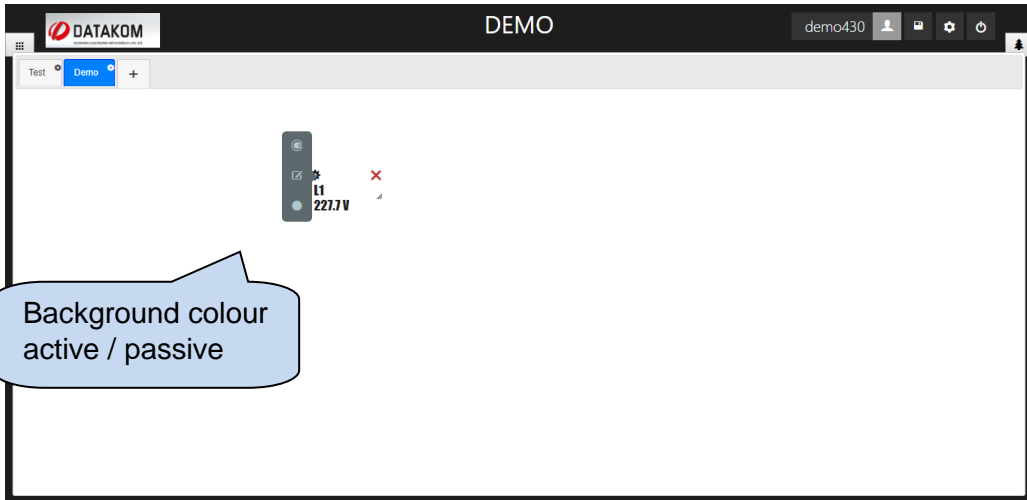 DATAKOM
DEMO
demo430
Test
Demo
+
L1
227.7 V
Background colour
active / passive